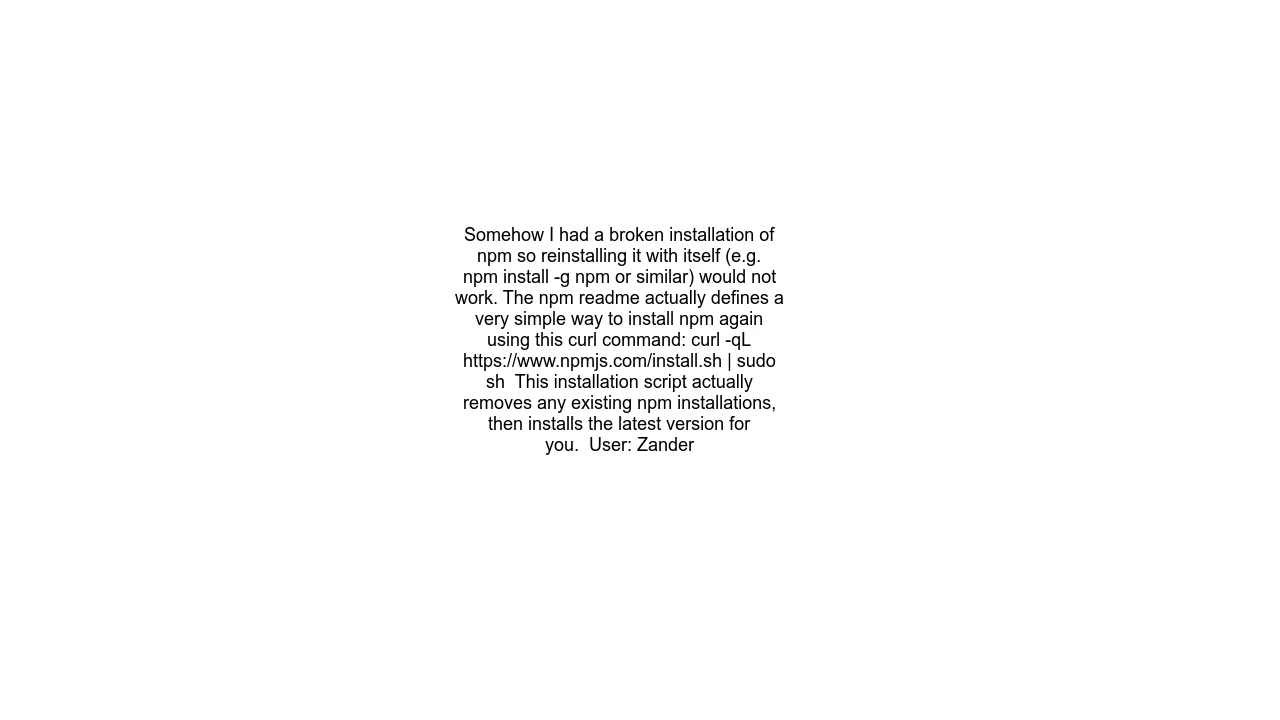 Somehow I had a broken installation of
npm so reinstalling it with itself (e.g.
npm install -g npm or similar) would not
work. The npm readme actually defines a
very simple way to install npm again
using this curl command: curl -qL
https://www.npmjs.com/install.sh | sudo
sh  This installation script actually
removes any existing npm installations,
then installs the latest version for
you.  User: Zander